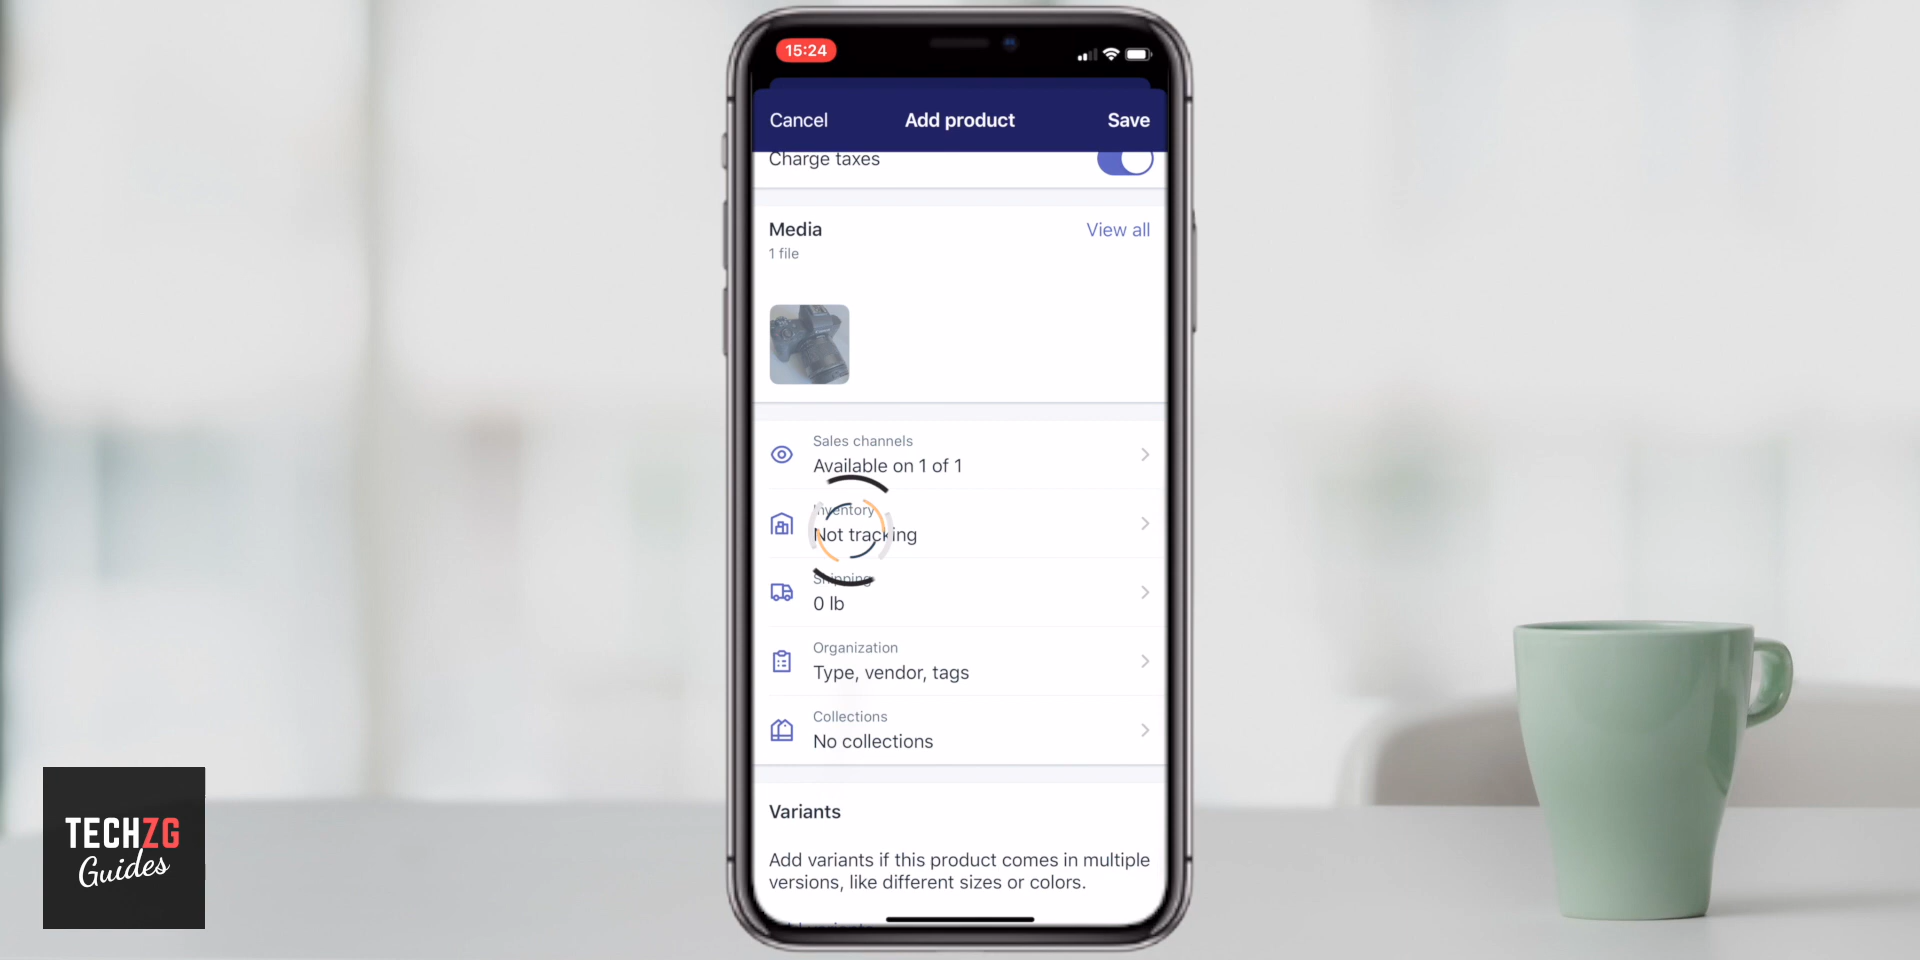 15:24
Cancel
Add product
Save
Charge taxes
Media
View all
1 file
Sales channels
Available on 1 of 1
Inventory
Not tracking
Shipping
0 lb
Organization
Type, vendor, tags
Collections
No collections
Variants
Add variants if this product comes in multiple
versions, like different sizes or colors.
TECHZG
Guides